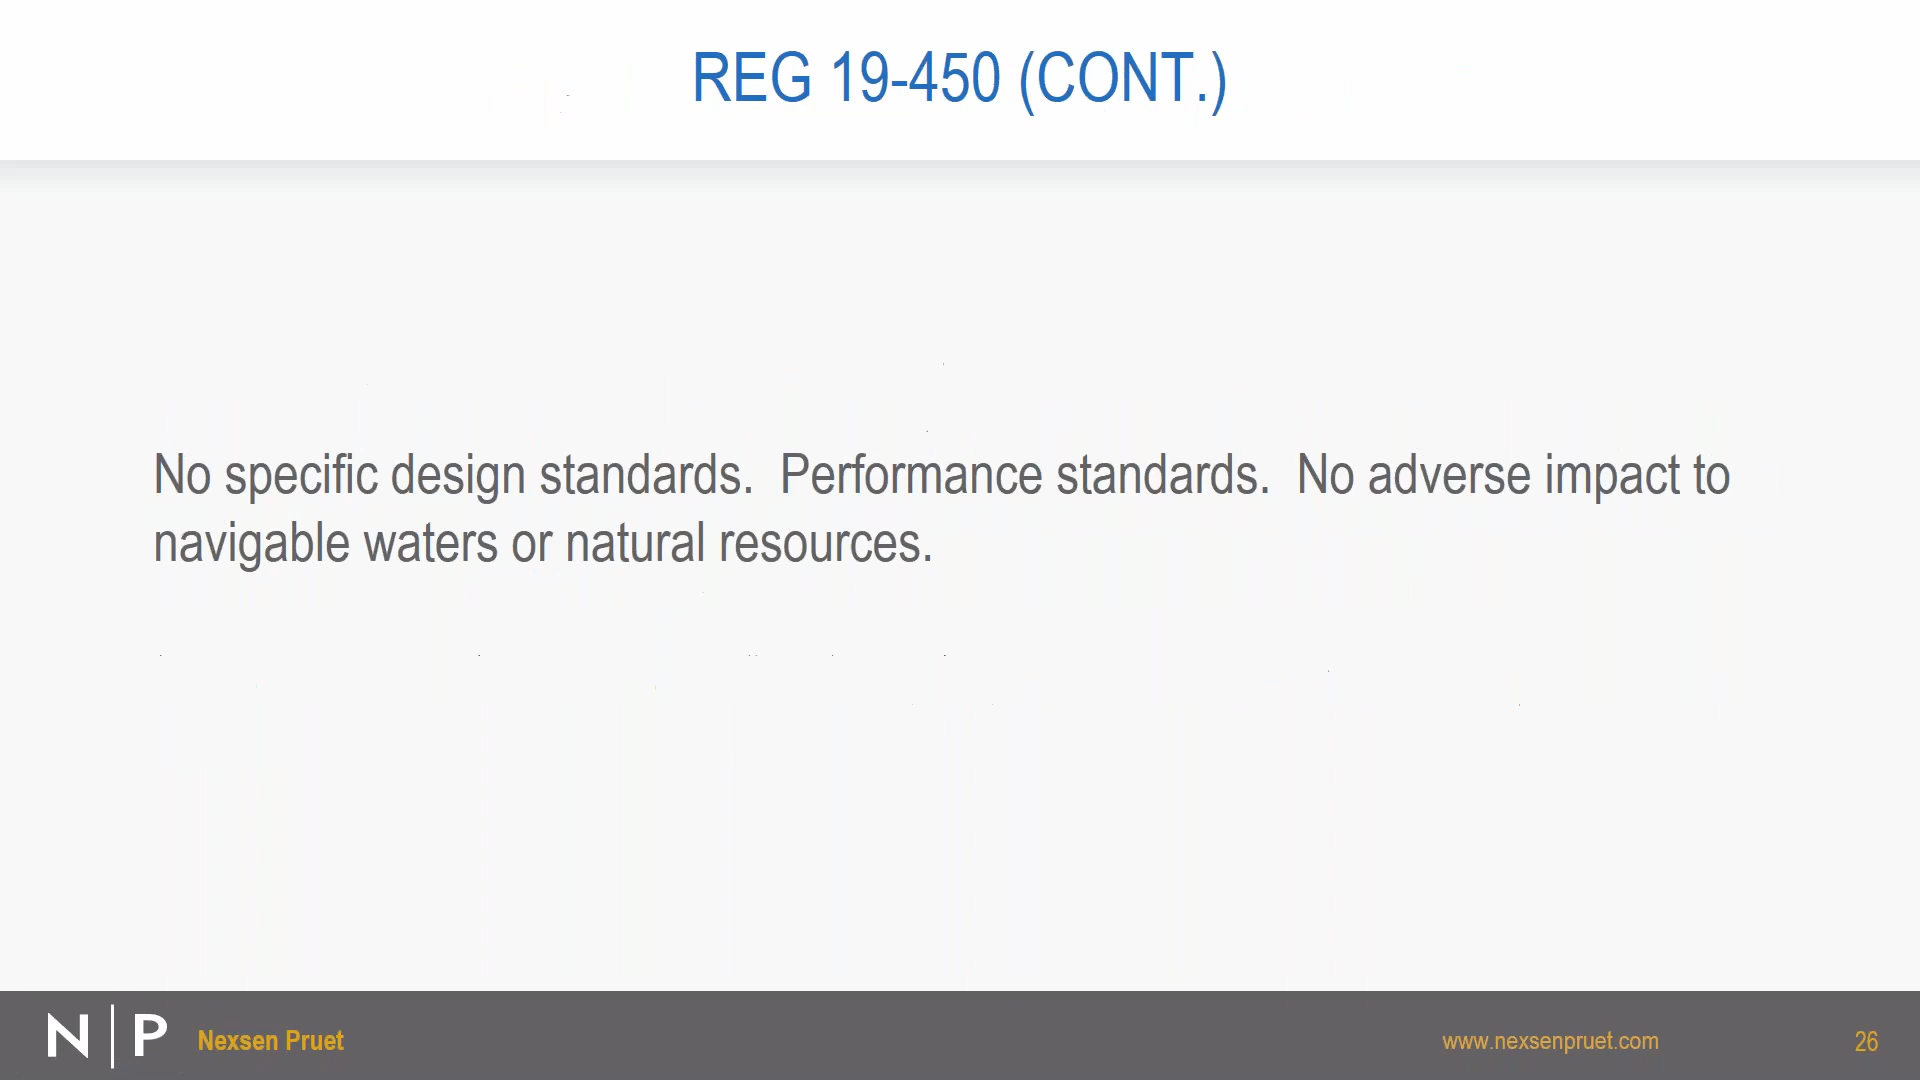 REG 19-450 (CONT.)
No specific design standards.  Performance standards.  No adverse impact to
navigable waters or natural resources.
N|P Nexsen Pruet www.nexsenpruet.com 26